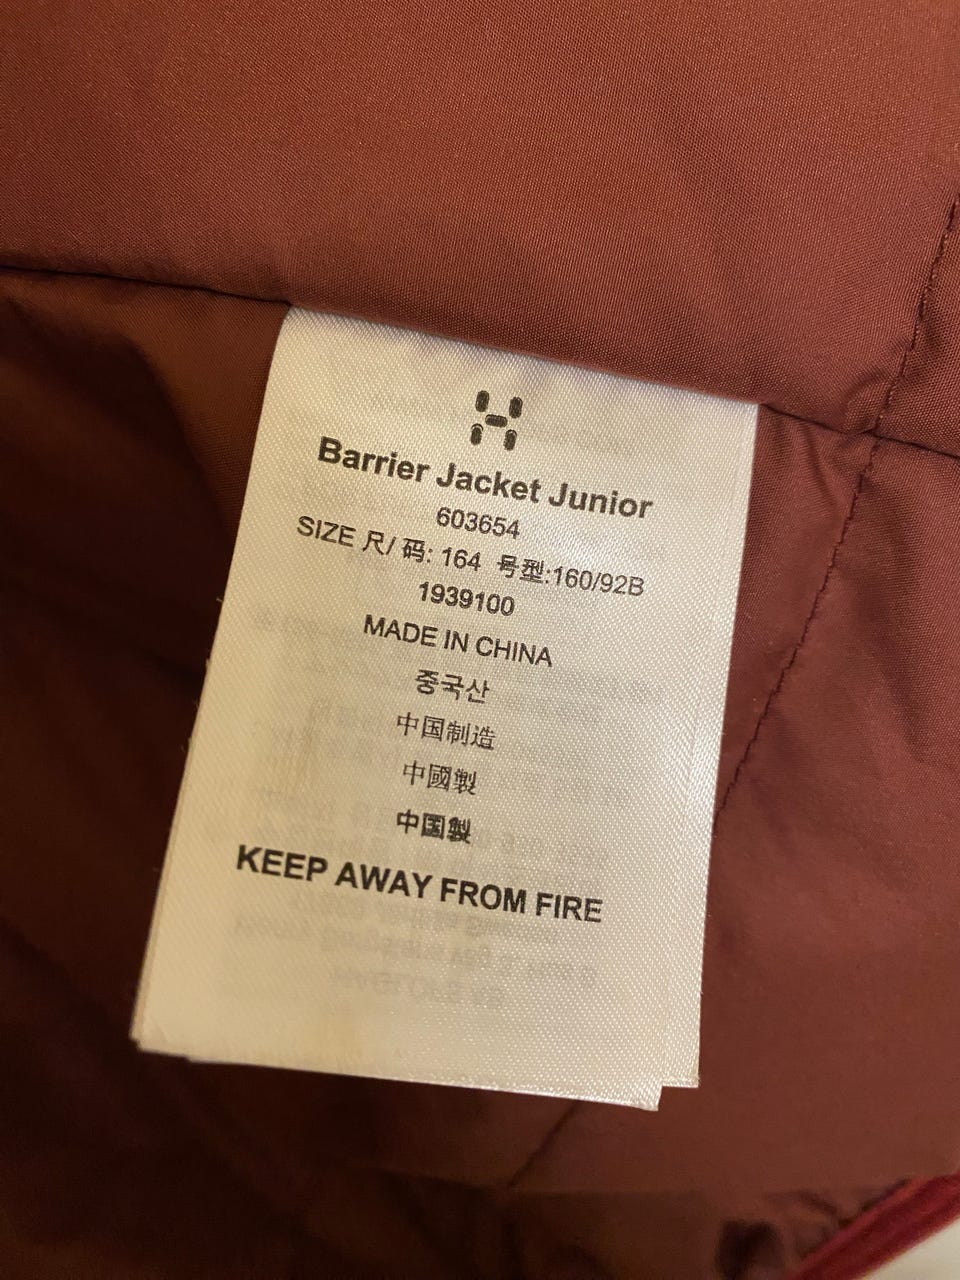 Barrier Jacket Junior
603654
SIZE 尺/ 码: 164 号型:160/92B
1939100
MADE IN CHINA
중국산
中国制造
中國製
中国製
KEEP AWAY FROM FIRE